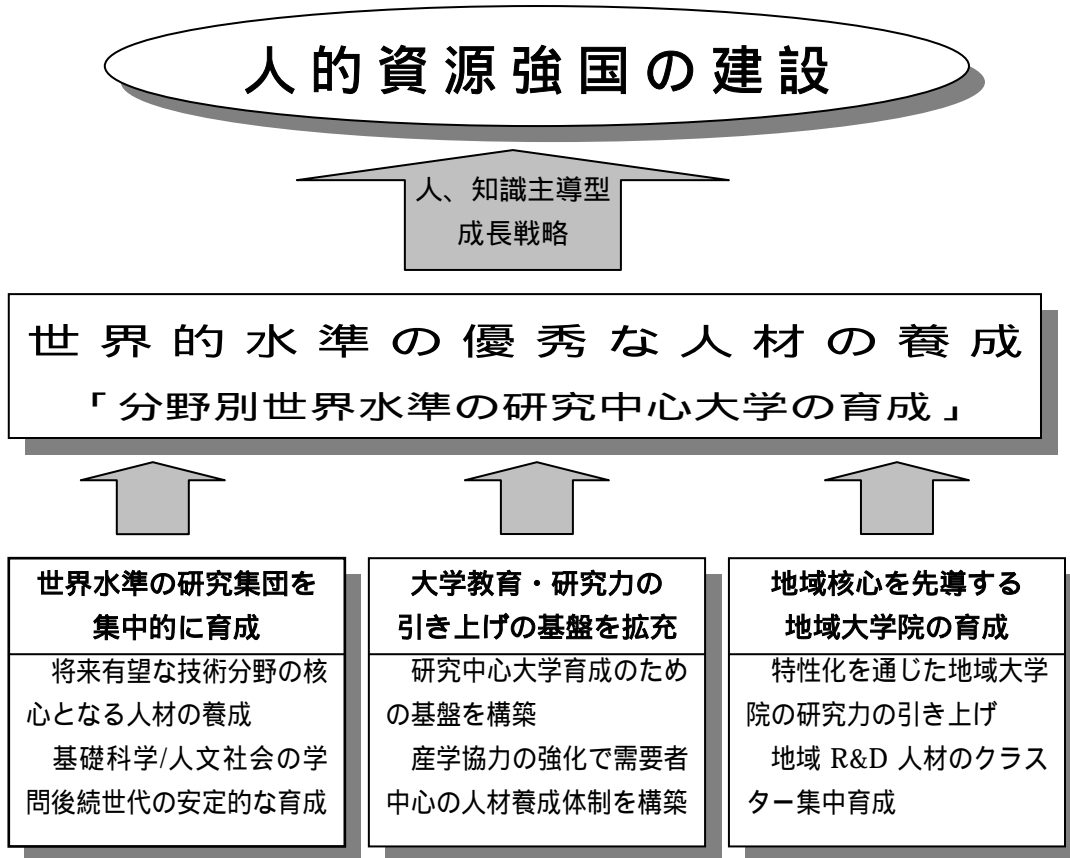 人的資源強国の建設
人、知識主導型
成長戦略
世界的水準の優秀な人材の養成
「分野別世界水準の研究中心大学の育成」
世界水準の研究集団を
集中的に育成
将来有望な技術分野の核
心となる人材の養成
基礎科学/人文社会の学
問後続世代の安定的な育成
大学教育・研究力の
引き上げの基盤を拡充
研究中心大学育成のため
の基盤を構築
産学協力の強化で需要者
中心の人材養成体制を構築
地域核心を先導する
地域大学院の育成
特性化を通じた地域大学
院の研究力の引き上げ
地域 R&D 人材のクラス
ター集中育成